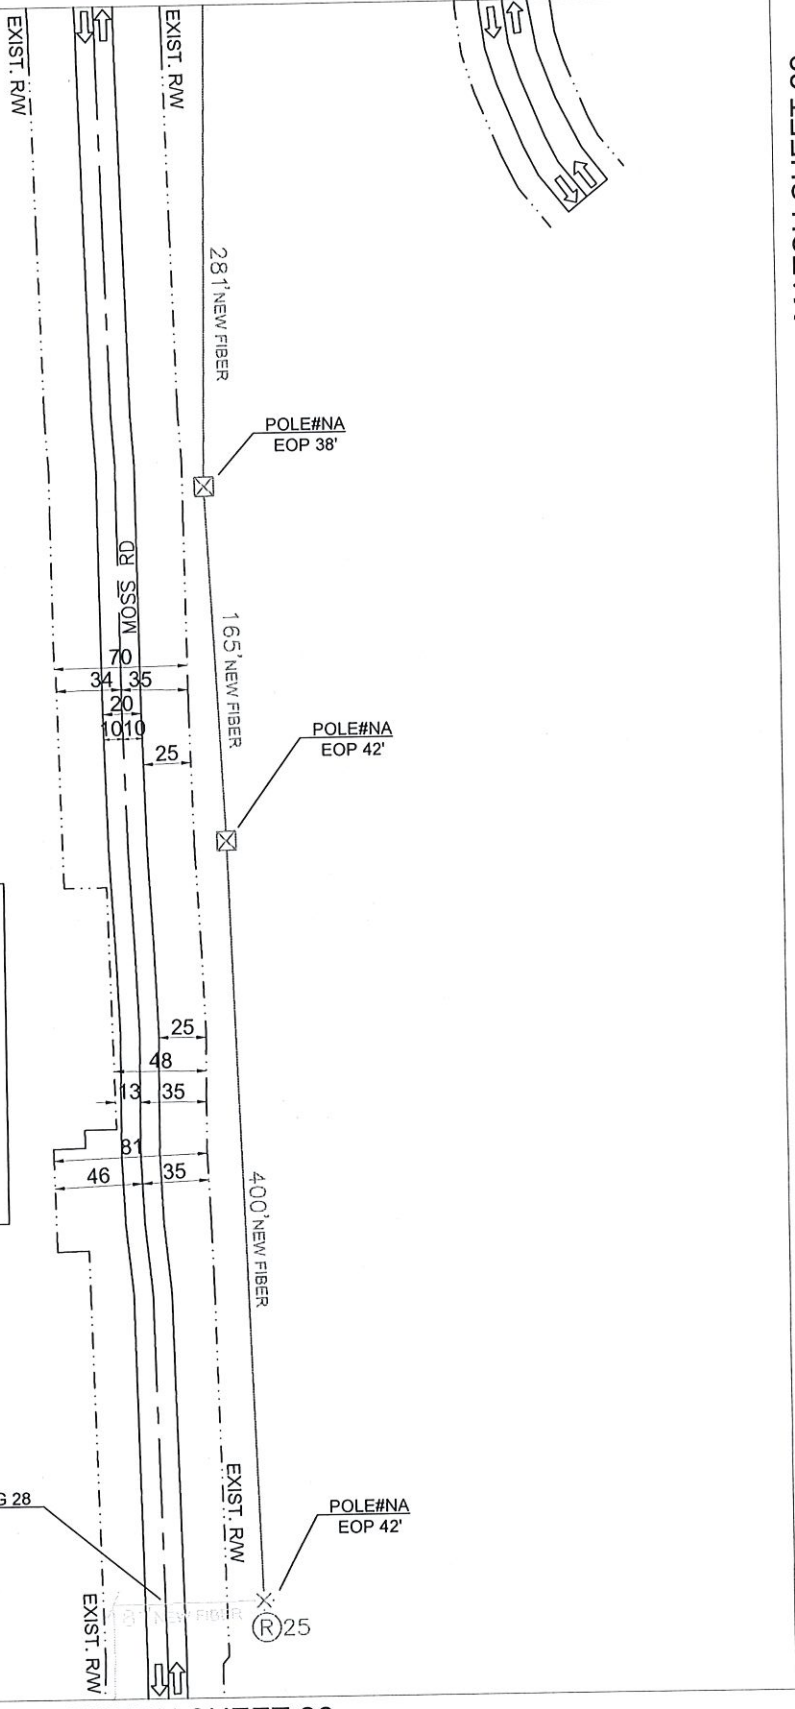 EXIST. R/W
EXIST. R/W
281' NEW FIBER
POLE#NA
EOP 38'
MOSS RD
165' NEW FIBER
70
34 35
20
10 10
25
POLE#NA
EOP 42'
25
48
13 35
81
46 35
400' NEW FIBER
EXIST. R/W
28
POLE#NA
EOP 42'
NEW FIBER
R 25
EXIST. R/W